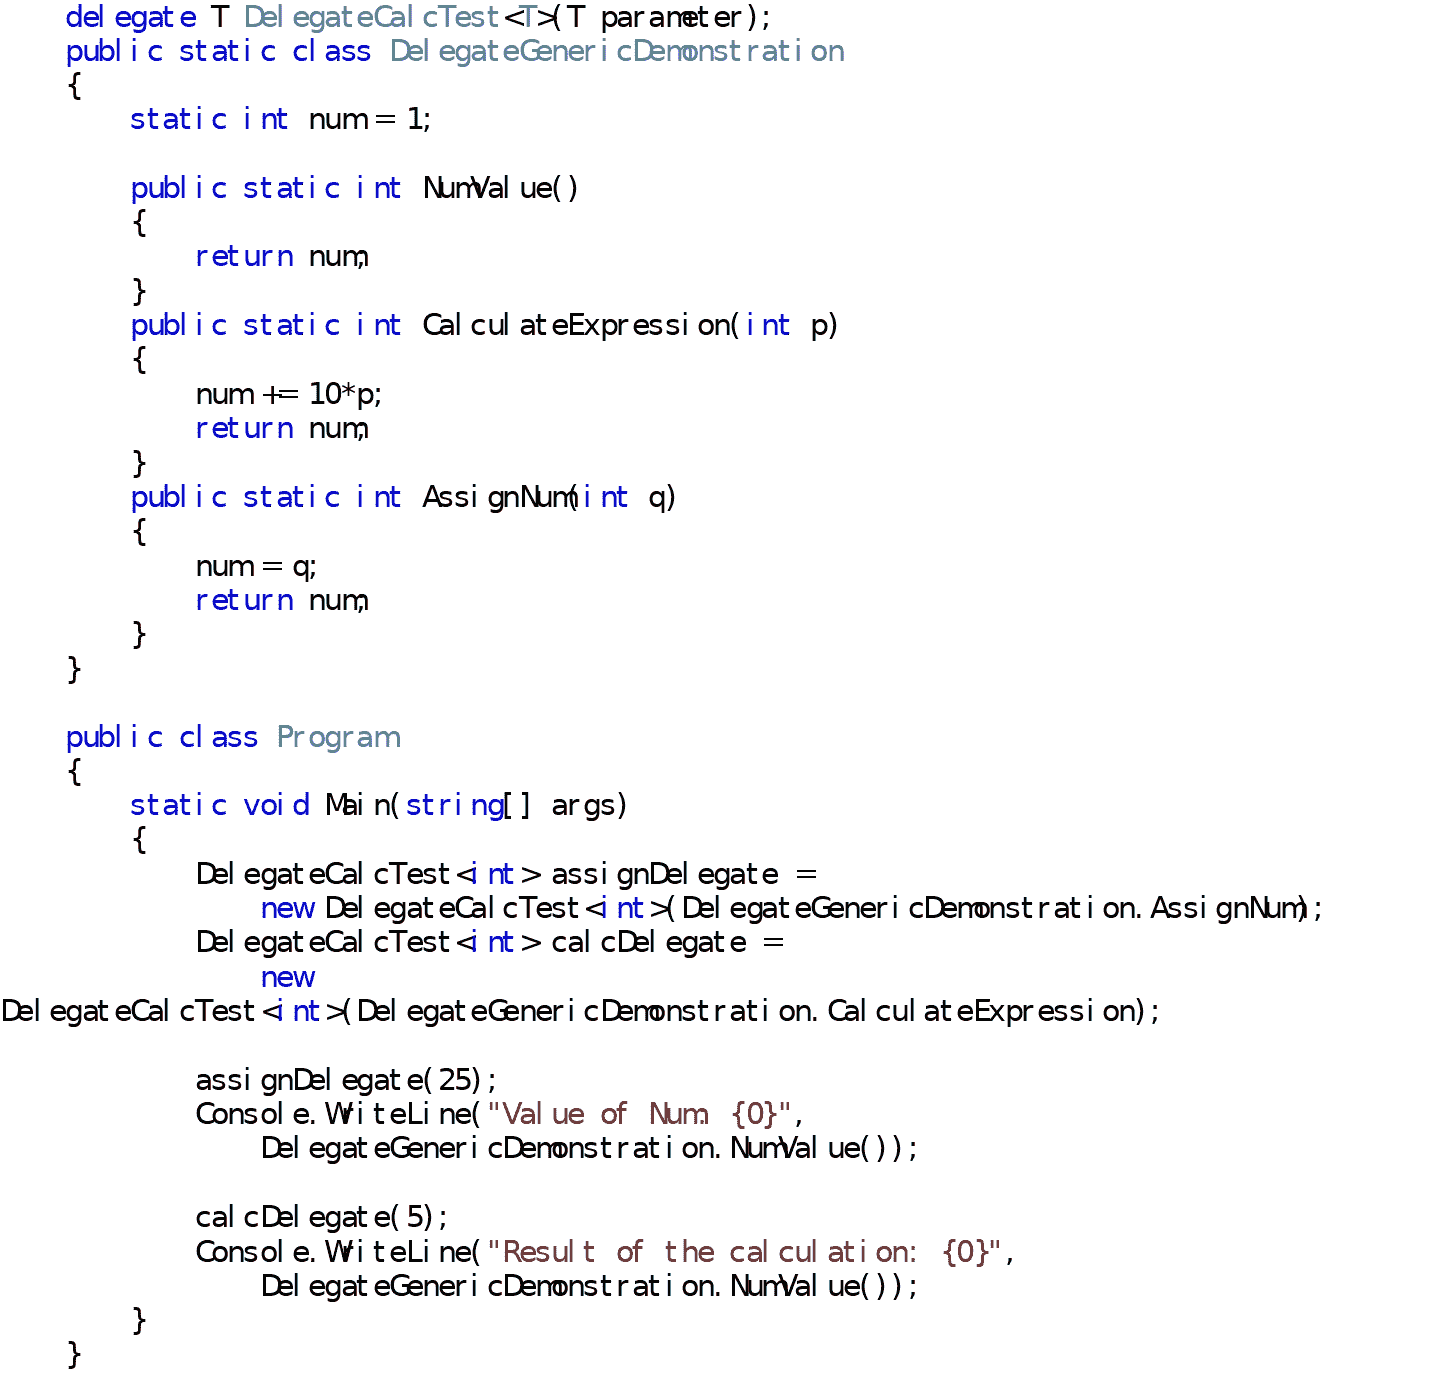 delegate T DelegateCalcTest<T>(T parameter);
public static class DelegateGenericDemonstration
{
static int num = 1;
public static int NumValue()
{
return num;
}
public static int CalculateExpression(int p)
{
num += 10*p;
return num;
}
public static int AssignNum(int q)
{
num = q;
return num;
}
}
public class Program
{
static void Main(string[] args)
{
DelegateCalcTest<int> assignDelegate =
new DelegateCalcTest<int>(DelegateGenericDemonstration.AssignNum);
DelegateCalcTest<int> calcDelegate =
new
DelegateCalcTest<int>(DelegateGenericDemonstration.CalculateExpression);
assignDelegate(25);
Console.WriteLine("Value of Num: {0}",
DelegateGenericDemonstration.NumValue());
calcDelegate(5);
Console.WriteLine("Result of the calculation: {0}",
DelegateGenericDemonstration.NumValue());
}
}